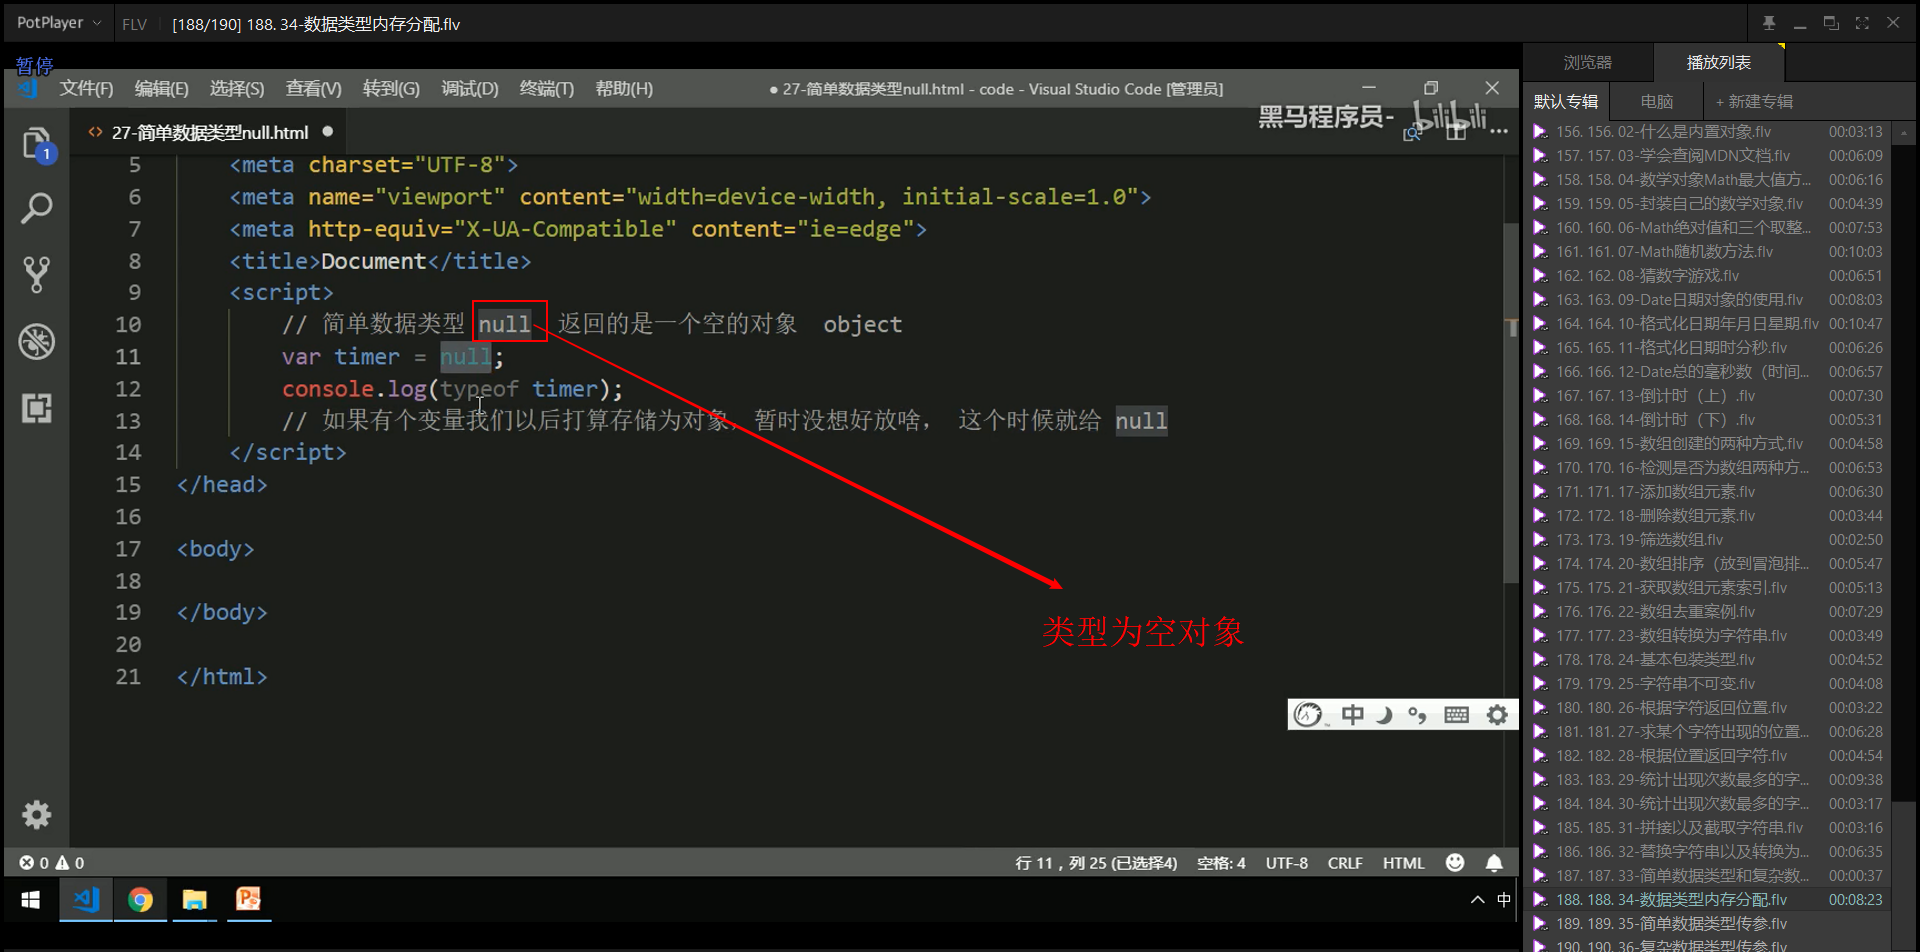 PotPlayer
FLV
[188/190] 188. 34-数据类型内存分配.flv
暂停
文件(F) 编辑(E) 选择(S) 查看(V) 转到(G) 调试(D) 终端(T) 帮助(H)
● 27-简单数据类型null.html - code - Visual Studio Code [管理员]
<> 27-简单数据类型null.html ●
黑马程序员- bilibili
1
5 <meta charset="UTF-8">
6 <meta name="viewport" content="width=device-width, initial-scale=1.0">
7 <meta http-equiv="X-UA-Compatible" content="ie=edge">
8 <title>Document</title>
9 <script>
10 // 简单数据类型 null 返回的是一个空的对象 object
11 var timer = null;
12 console.log(typeof timer);
13 // 如果有个变量我们以后打算存储为对象，暂时没想好放啥， 这个时候就给 null
14 </script>
15 </head>
16
17 <body>
18
19 </body>
20
21 </html>
类型为空对象
中
0 0
行 11，列 25 (已选择4) 空格: 4 UTF-8 CRLF HTML
中
浏览器 播放列表
默认专辑 电脑 + 新建专辑
156. 156. 02-什么是内置对象.flv 00:03:13
157. 157. 03-学会查阅MDN文档.flv 00:06:09
158. 158. 04-数学对象Math最大值方... 00:06:16
159. 159. 05-封装自己的数学对象.flv 00:04:39
160. 160. 06-Math绝对值和三个取整... 00:07:53
161. 161. 07-Math随机数方法.flv 00:10:03
162. 162. 08-猜数字游戏.flv 00:06:51
163. 163. 09-Date日期对象的使用.flv 00:08:03
164. 164. 10-格式化日期年月日星期.flv 00:10:47
165. 165. 11-格式化日期时分秒.flv 00:06:26
166. 166. 12-Date总的毫秒数（时间... 00:06:57
167. 167. 13-倒计时（上）.flv 00:07:30
168. 168. 14-倒计时（下）.flv 00:05:31
169. 169. 15-数组创建的两种方式.flv 00:04:58
170. 170. 16-检测是否为数组两种方... 00:06:53
171. 171. 17-添加数组元素.flv 00:06:30
172. 172. 18-删除数组元素.flv 00:03:44
173. 173. 19-筛选数组.flv 00:02:50
174. 174. 20-数组排序（放到冒泡排... 00:05:47
175. 175. 21-获取数组元素索引.flv 00:05:13
176. 176. 22-数组去重案例.flv 00:07:29
177. 177. 23-数组转换为字符串.flv 00:03:49
178. 178. 24-基本包装类型.flv 00:04:52
179. 179. 25-字符串不可变.flv 00:04:08
180. 180. 26-根据字符返回位置.flv 00:03:22
181. 181. 27-求某个字符出现的位置... 00:06:28
182. 182. 28-根据位置返回字符.flv 00:04:54
183. 183. 29-统计出现次数最多的字... 00:09:38
184. 184. 30-统计出现次数最多的字... 00:03:17
185. 185. 31-拼接以及截取字符串.flv 00:03:16
186. 186. 32-替换字符串以及转换为... 00:06:35
187. 187. 33-简单数据类型和复杂数... 00:00:37
188. 188. 34-数据类型内存分配.flv 00:08:23
189. 189. 35-简单数据类型传参.flv
190. 190. 36-复杂数据类型传参.flv